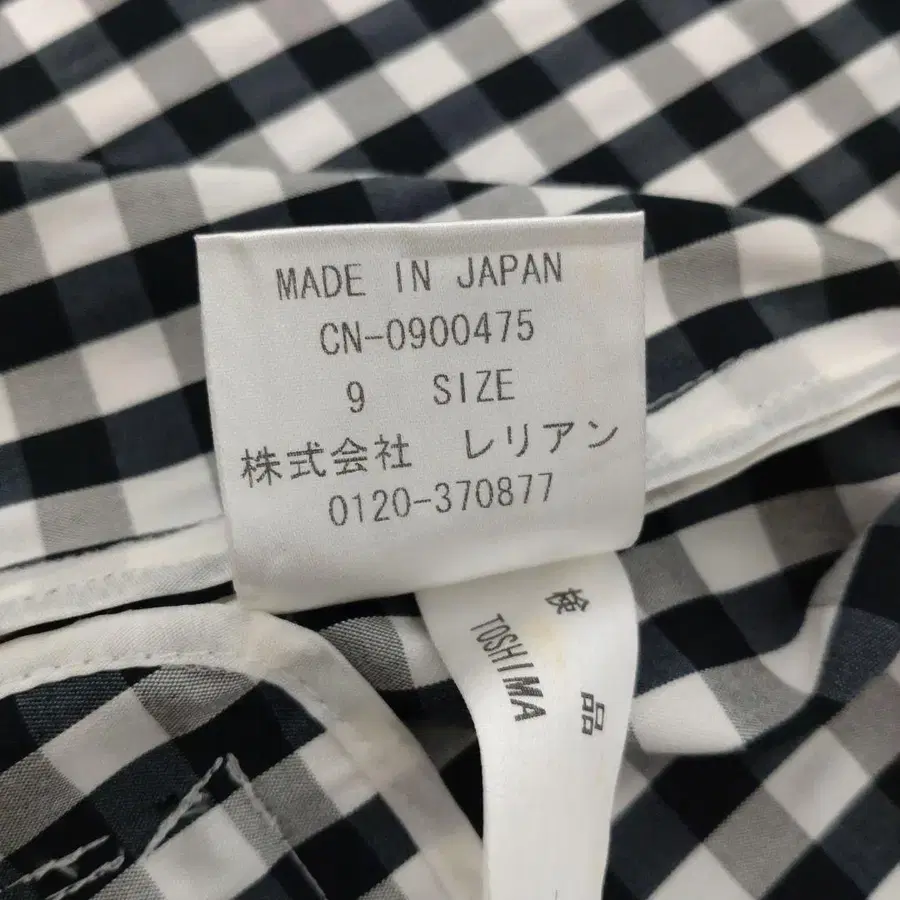 MADE IN JAPAN
CN-0900475
9 SIZE
株式会社 レリアン
0120-370877
検品
TOSHIMA